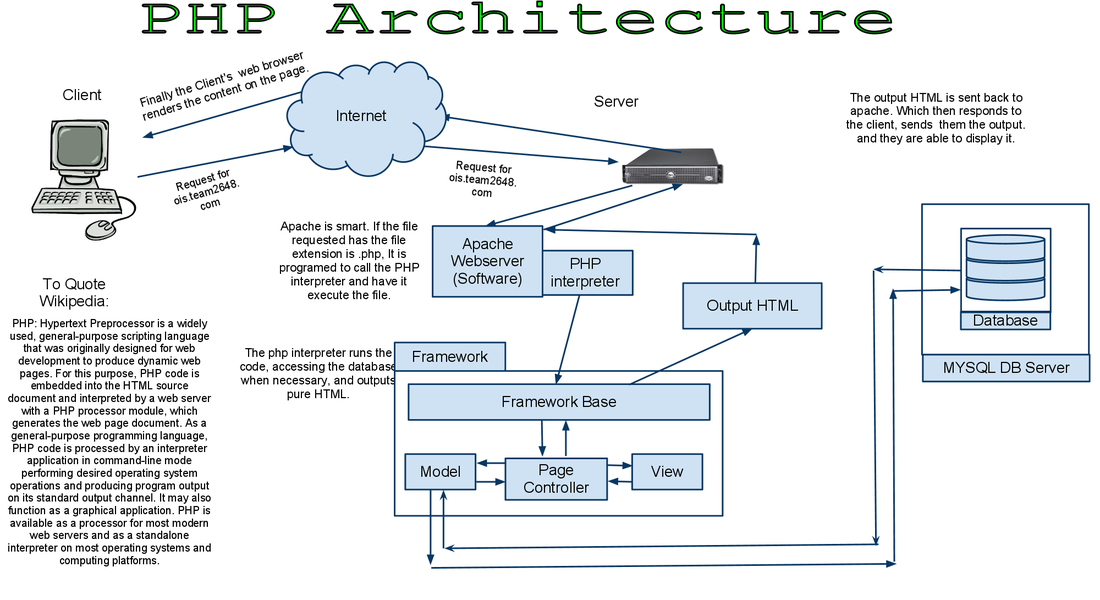 PHP Architecture
Client
Finally the Client's web browser
renders the content on the page.
Internet
Server
The output HTML is sent back to
apache. Which then responds to
the client, sends them the output.
and they are able to display it.
Request for
ois.team2648.
com
Request for
ois.team2648.
com
Apache is smart. If the file
requested has the file
extension is .php, It is
programed to call the PHP
interpreter and have it
execute the file.
Apache
Webserver
(Software)
PHP
interpreter
Output HTML
Database
MYSQL DB Server
To Quote
Wikipedia:
PHP: Hypertext Preprocessor is a widely
used, general-purpose scripting language
that was originally designed for web
development to produce dynamic web
pages. For this purpose, PHP code is
embedded into the HTML source
document and interpreted by a web server
with a PHP processor module, which
generates the web page document. As a
general-purpose programming language,
PHP code is processed by an interpreter
application in command-line mode
performing desired operating system
operations and producing program output
on its standard output channel. It may also
function as a graphical application. PHP is
available as a processor for most modern
web servers and as a standalone
interpreter on most operating systems and
computing platforms.
The php interpreter runs the
code, accessing the database
when necessary, and outputs
pure HTML.
Framework
Framework Base
Model
Page
Controller
View